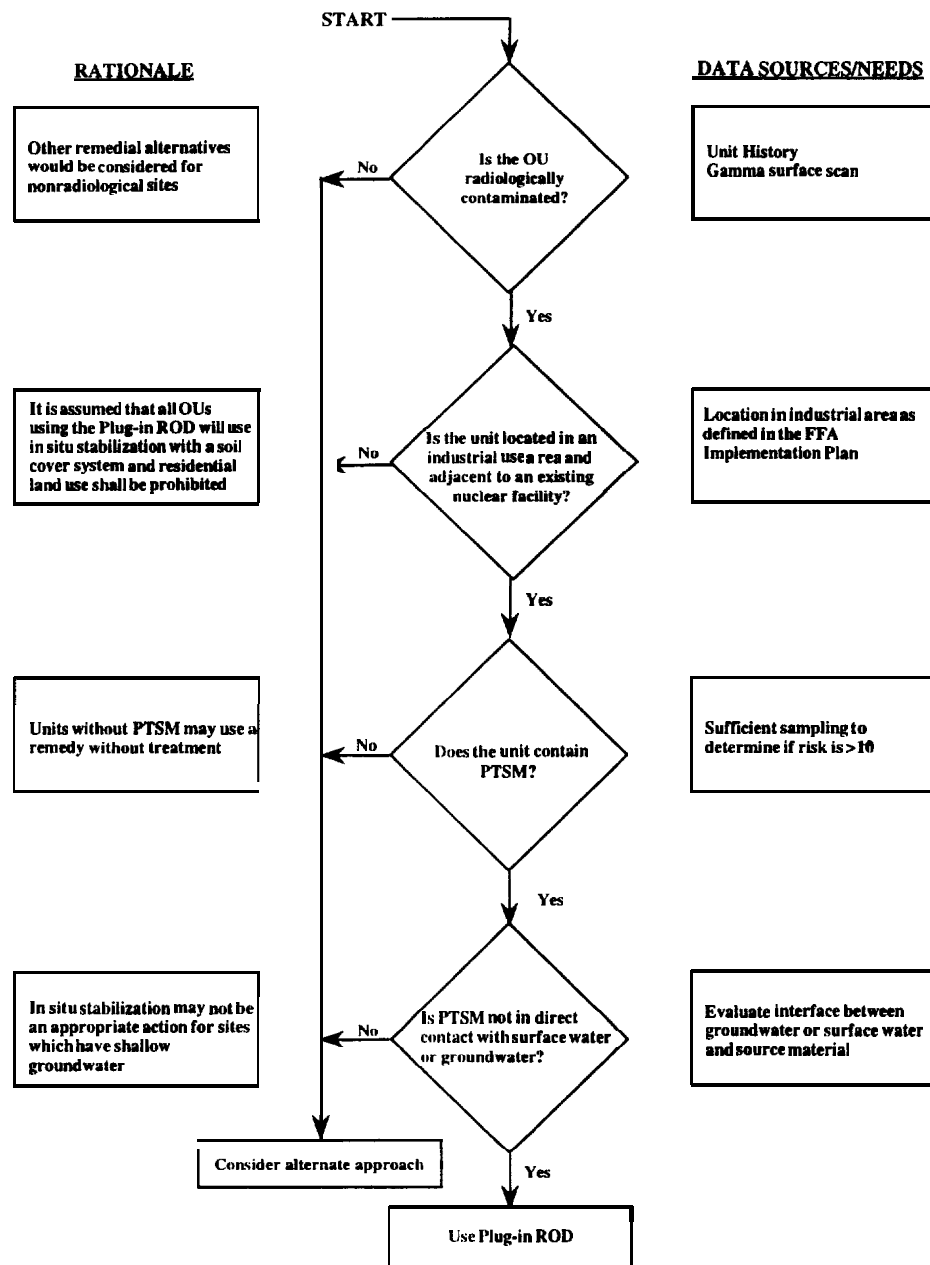 START
RATIONALE
DATA SOURCES/NEEDS
Other remedial alternatives
would be considered for
nonradiological sites
No
Is the OU
radiologically
contaminated?
Unit History
Gamma surface scan
Yes
It is assumed that all OUs
using the Plug-in ROD will use
in situ stabilization with a soil
cover system and residential
land use shall be prohibited
No
Is the unit located in an
industrial use area and
adjacent to an existing
nuclear facility?
Location in industrial area as
defined in the FFA
Implementation Plan
Yes
Units without PTSM may use a
remedy without treatment
No
Does the unit contain
PTSM?
Sufficient sampling to
determine if risk is >10
Yes
In situ stabilization may not be
an appropriate action for sites
which have shallow
groundwater
No
Is PTSM not in direct
contact with surface water
or groundwater?
Evaluate interface between
groundwater or surface water
and source material
Consider alternate approach
Yes
Use Plug-in ROD